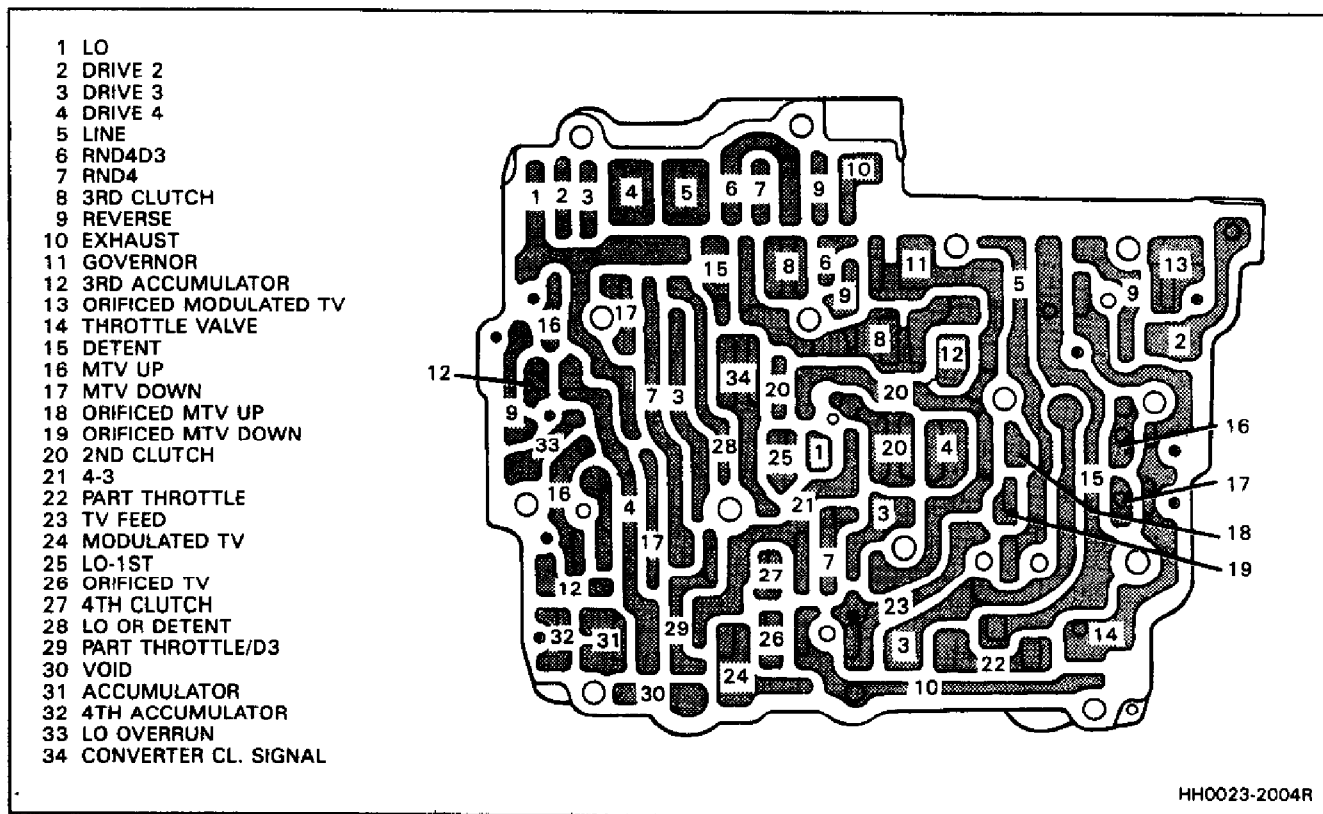 1 LO
2 DRIVE 2
3 DRIVE 3
4 DRIVE 4
5 LINE
6 RND4D3
7 RND4
8 3RD CLUTCH
9 REVERSE
10 EXHAUST
11 GOVERNOR
12 3RD ACCUMULATOR
13 ORIFICED MODULATED TV
14 THROTTLE VALVE
15 DETENT
16 MTV UP
17 MTV DOWN
18 ORIFICED MTV UP
19 ORIFICED MTV DOWN
20 2ND CLUTCH
21 4-3
22 PART THROTTLE
23 TV FEED
24 MODULATED TV
25 LO-1ST
26 ORIFICED TV
27 4TH CLUTCH
28 LO OR DETENT
29 PART THROTTLE/D3
30 VOID
31 ACCUMULATOR
32 4TH ACCUMULATOR
33 LO OVERRUN
34 CONVERTER CL. SIGNAL
1 2 3 4 5 6 7 9 10
15 8 6 11 5 9 13
9
16 17 8 12 2
12 34 20 20
7 3
9 33 28 25 1 20 4 16
16 15 17
4 21 3 18
17 27 7 19
12 23
32 31 29 26 3 22 14
24
30 10
HH0023-2004R